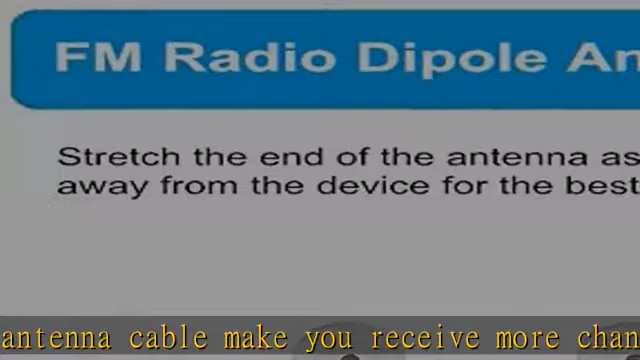 FM Radio Dipole An
Stretch the end of the antenna as
away from the device for the best
antenna cable make you receive more chan